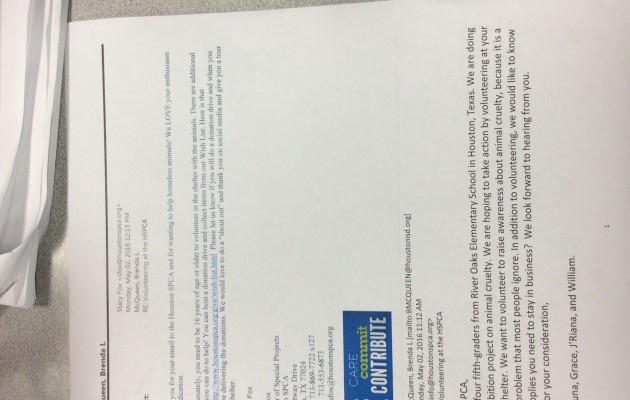 ueen, Brenda L
Stacy Fox <sfox@houstonspca.org>
Monday, May 02, 2016 12:13 PM
McQueen, Brenda L
RE: Volunteering at the HSPCA
you for your email to the Houston SPCA and for wanting to help homeless animals! We LOVE your enthusiasm
dication.
you need to be 16 years of age or older to volunteer in the shelter with the animals. There are additional
you can do to help! You can host a donation drive and collect items from our Wish List. Here is that
http://www.houstonspca.org/give/wish-list.html Please let us know if you will do a donation drive and when you
delivering the donations. We would love to do a "shout out" and thank you on social media and give you a tour
helter.
Fox
of Special Projects
SPCA
way Drive
TX 77024
713-869-7722 x127
713-551-6873
sfox@houstonspca.org
CARE
commit
CONTRIBUTE
Queen, Brenda L [mailto:BMCQUEEN@houstonisd.org]
day, May 02, 2016 11:12 AM
info@houstonspca.org>
olunteering at the HSPCA
PCA,
four fifth-graders from River Oaks Elementary School in Houston, Texas. We are doing
bition project on animal cruelty. We are hoping to take action by volunteering at your
helter. We want to volunteer to raise awareness about animal cruelty, because it is a
problem that most people ignore. In addition to volunteering, we would like to know
pplies you need to stay in business? We look forward to hearing from you.
or your consideration,
una, Grace, J'Riana, and William.
1